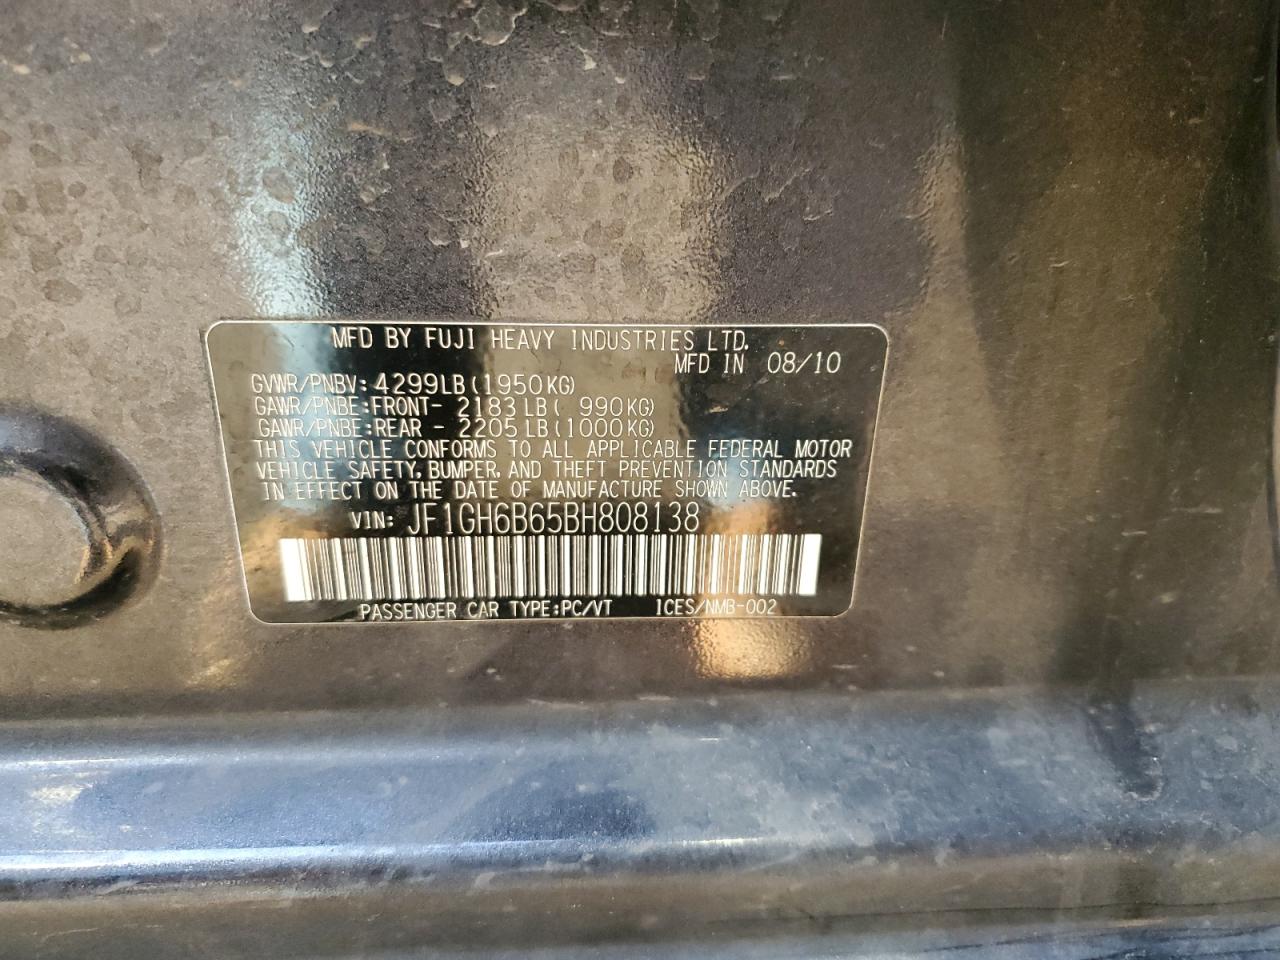 MFD BY FUJI HEAVY INDUSTRIES LTD.
MFD IN 08/10
GVWR/PNBV: 4299LB(1950KG)
GAWR/PNBE:FRONT- 2183LB( 990KG)
GAWR/PNBE:REAR - 2205LB(1000KG)
THIS VEHICLE CONFORMS TO ALL APPLICABLE FEDERAL MOTOR
VEHICLE SAFETY, BUMPER, AND THEFT PREVENTION STANDARDS
IN EFFECT ON THE DATE OF MANUFACTURE SHOWN ABOVE.
VIN: JF1GH6B65BH808138
PASSENGER CAR TYPE:PC/VT ICES/NMB-002